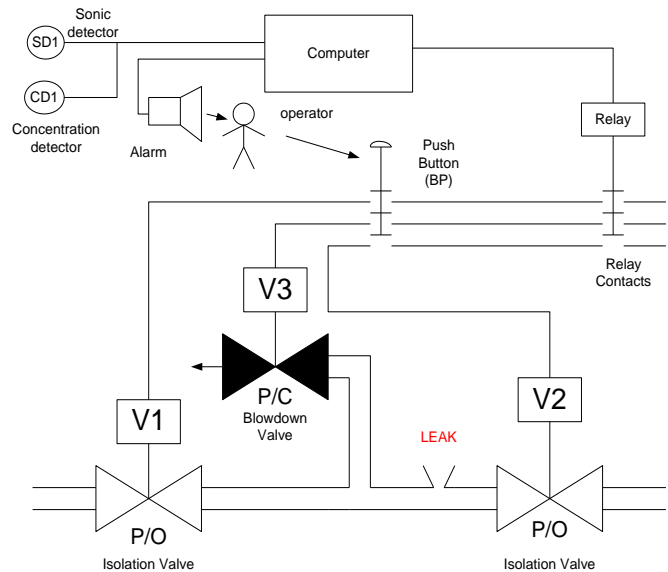 Sonic
detector
SD1
Computer
CD1
Concentration
detector
Alarm
operator
Push
Button
(BP)
Relay
Relay
Contacts
V3
P/C
Blowdown
Valve
V1
V2
LEAK
P/O
Isolation Valve
P/O
Isolation Valve